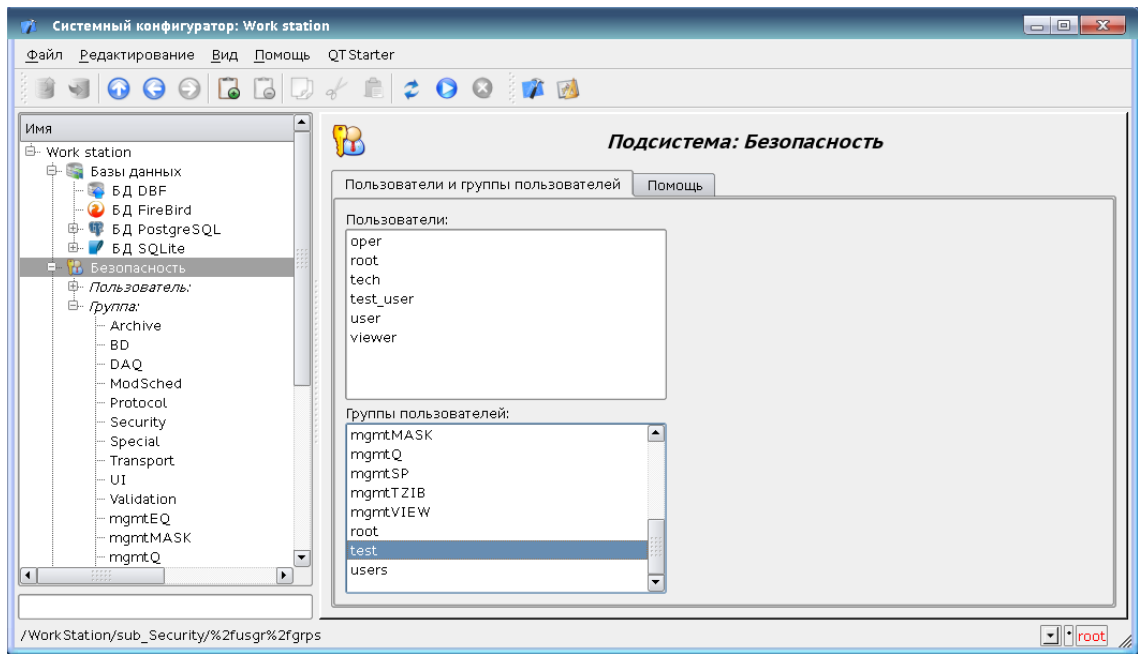 Системный конфигуратор: Work station
Файл Редактирование Вид Помощь QTStarter
Имя
Work station
Базы данных
БД DBF
БД FireBird
БД PostgreSQL
БД SQLite
Безопасность
Пользователь:
Группа:
Archive
BD
DAQ
ModSched
Protocol
Security
Special
Transport
UI
Validation
mgmtEQ
mgmtMASK
mgmtQ
Подсистема: Безопасность
Пользователи и группы пользователей Помощь
Пользователи:
oper
root
tech
test_user
user
viewer
Группы пользователей:
mgmtMASK
mgmtQ
mgmtSP
mgmtTZIB
mgmtVIEW
root
test
users
/WorkStation/sub_Security/%2fusgr%2fgrps
* root